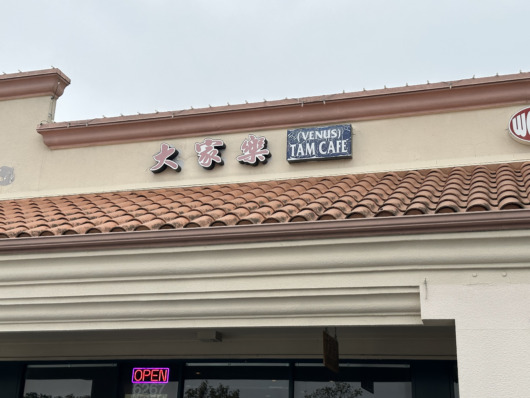 大家樂
(VENUS)
TAM CAFE
OPEN